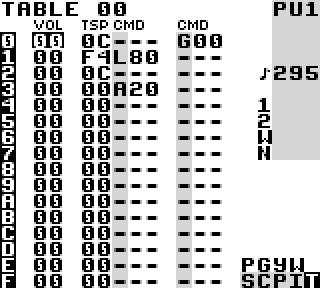 TABLE 00 PU1
VOL TSP CMD CMD
0 00 0C --- G00
1 00 F4 L80 ---
2 00 0C --- --- ♪295
3 00 00 A20 ---
4 00 00 --- --- 1
5 00 00 --- --- 2
6 00 00 --- --- W
7 00 00 --- --- N
8 00 00 --- ---
9 00 00 --- ---
A 00 00 --- ---
B 00 00 --- ---
C 00 00 --- ---
D 00 00 --- ---
E 00 00 --- --- PGYW
F 00 00 --- --- SCPIT